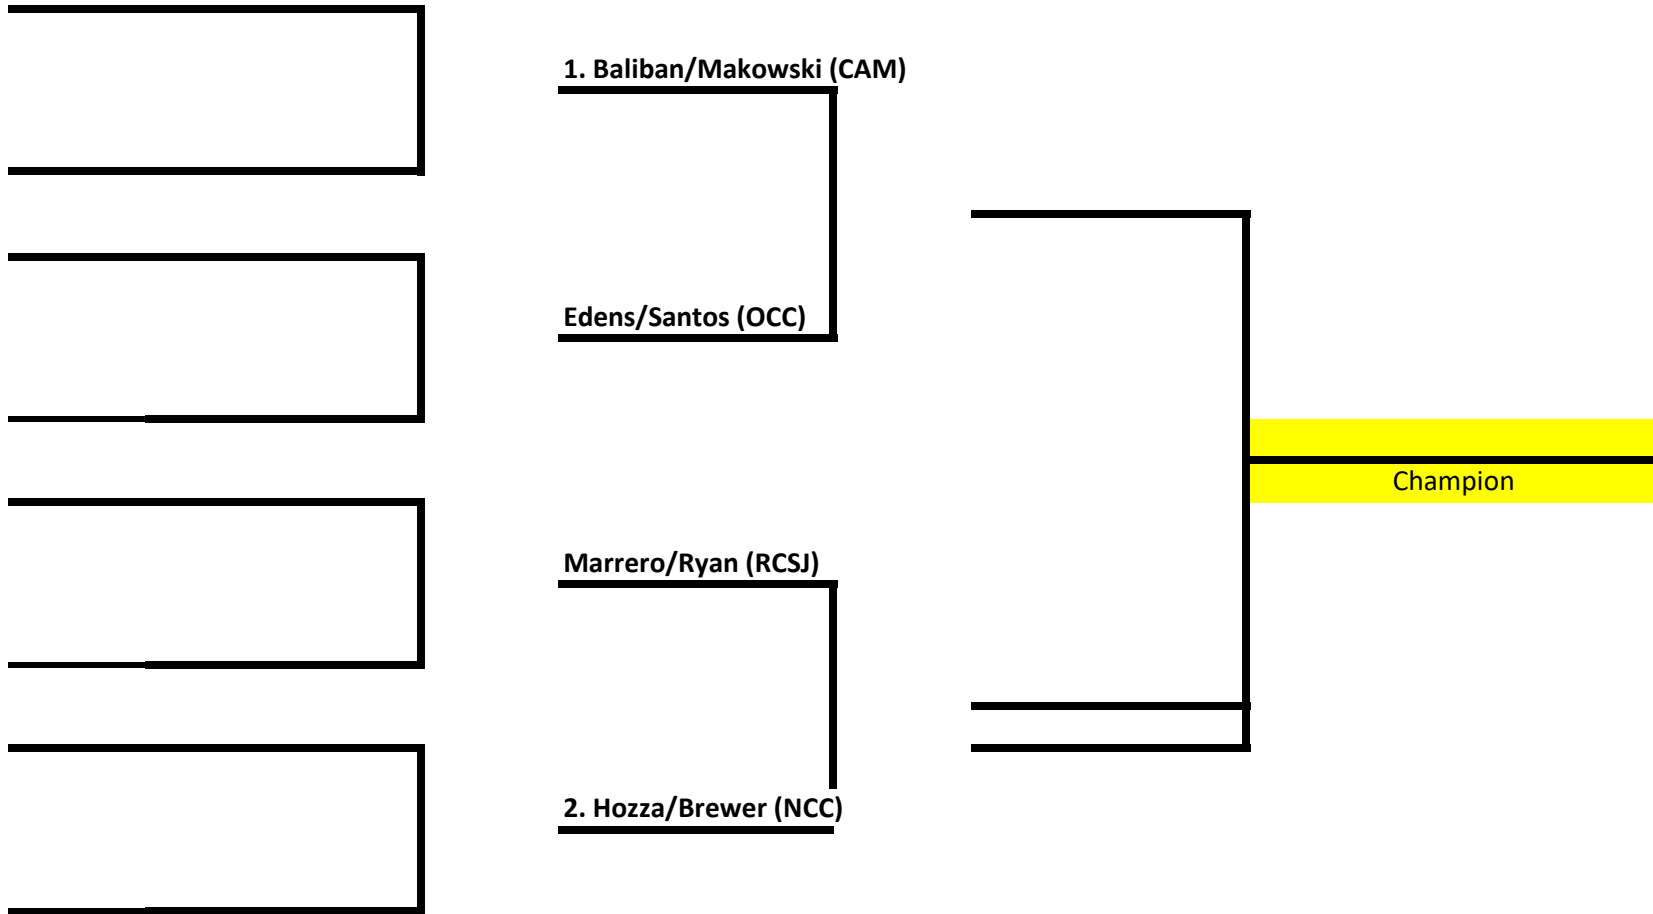 1. Baliban/Makowski (CAM)
Edens/Santos (OCC)
Champion
Marrero/Ryan (RCSJ)
2. Hozza/Brewer (NCC)